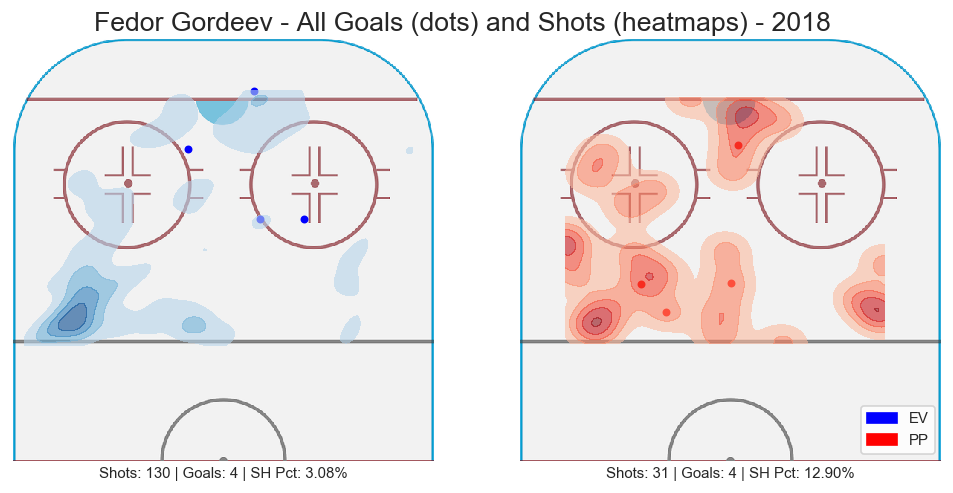 Fedor Gordeev - All Goals (dots) and Shots (heatmaps) - 2018
EV
PP
Shots: 130 | Goals: 4 | SH Pct: 3.08%
Shots: 31 | Goals: 4 | SH Pct: 12.90%